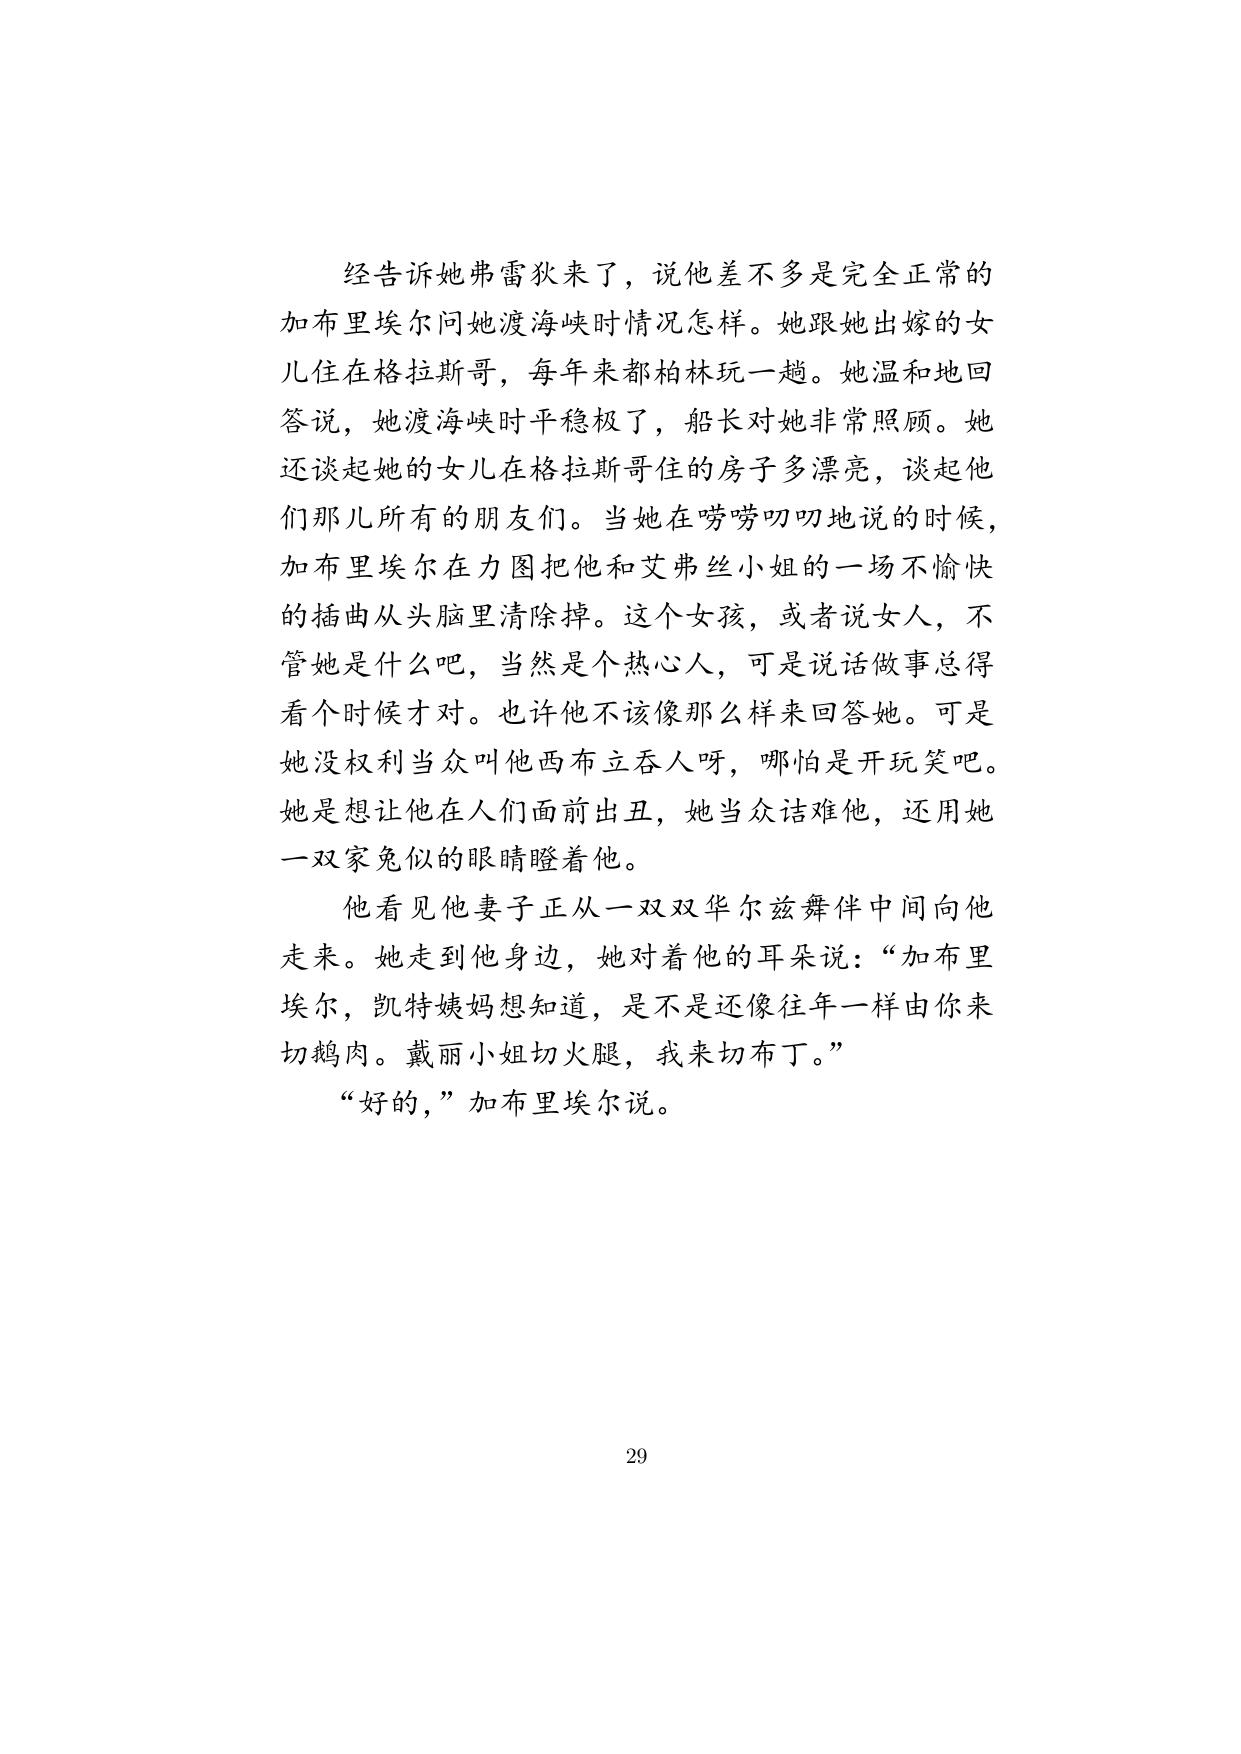 经告诉她弗雷狄来了，说他差不多是完全正常的
加布里埃尔问她渡海峡时情况怎样。她跟她出嫁的女
儿住在格拉斯哥，每年来都柏林玩一趟。她温和地回
答说，她渡海峡时平稳极了，船长对她非常照顾。她
还谈起她的女儿在格拉斯哥住的房子多漂亮，谈起他
们那儿所有的朋友们。当她在唠唠叨叨地说的时候，
加布里埃尔在力图把他和艾弗丝小姐的一场不愉快
的插曲从头脑里清除掉。这个女孩，或者说女人，不
管她是什么吧，当然是个热心人，可是说话做事总得
看个时候才对。也许他不该像那么样来回答她。可是
她没权利当众叫他西布立吞人呀，哪怕是开玩笑吧。
她是想让他在人们面前出丑，她当众诘难他，还用她
一双家兔似的眼睛瞪着他。
他看见他妻子正从一双双华尔兹舞伴中间向他
走来。她走到他身边，她对着他的耳朵说：“加布里
埃尔，凯特姨妈想知道，是不是还像往年一样由你来
切鹅肉。戴丽小姐切火腿，我来切布丁。”
“好的，”加布里埃尔说。
29